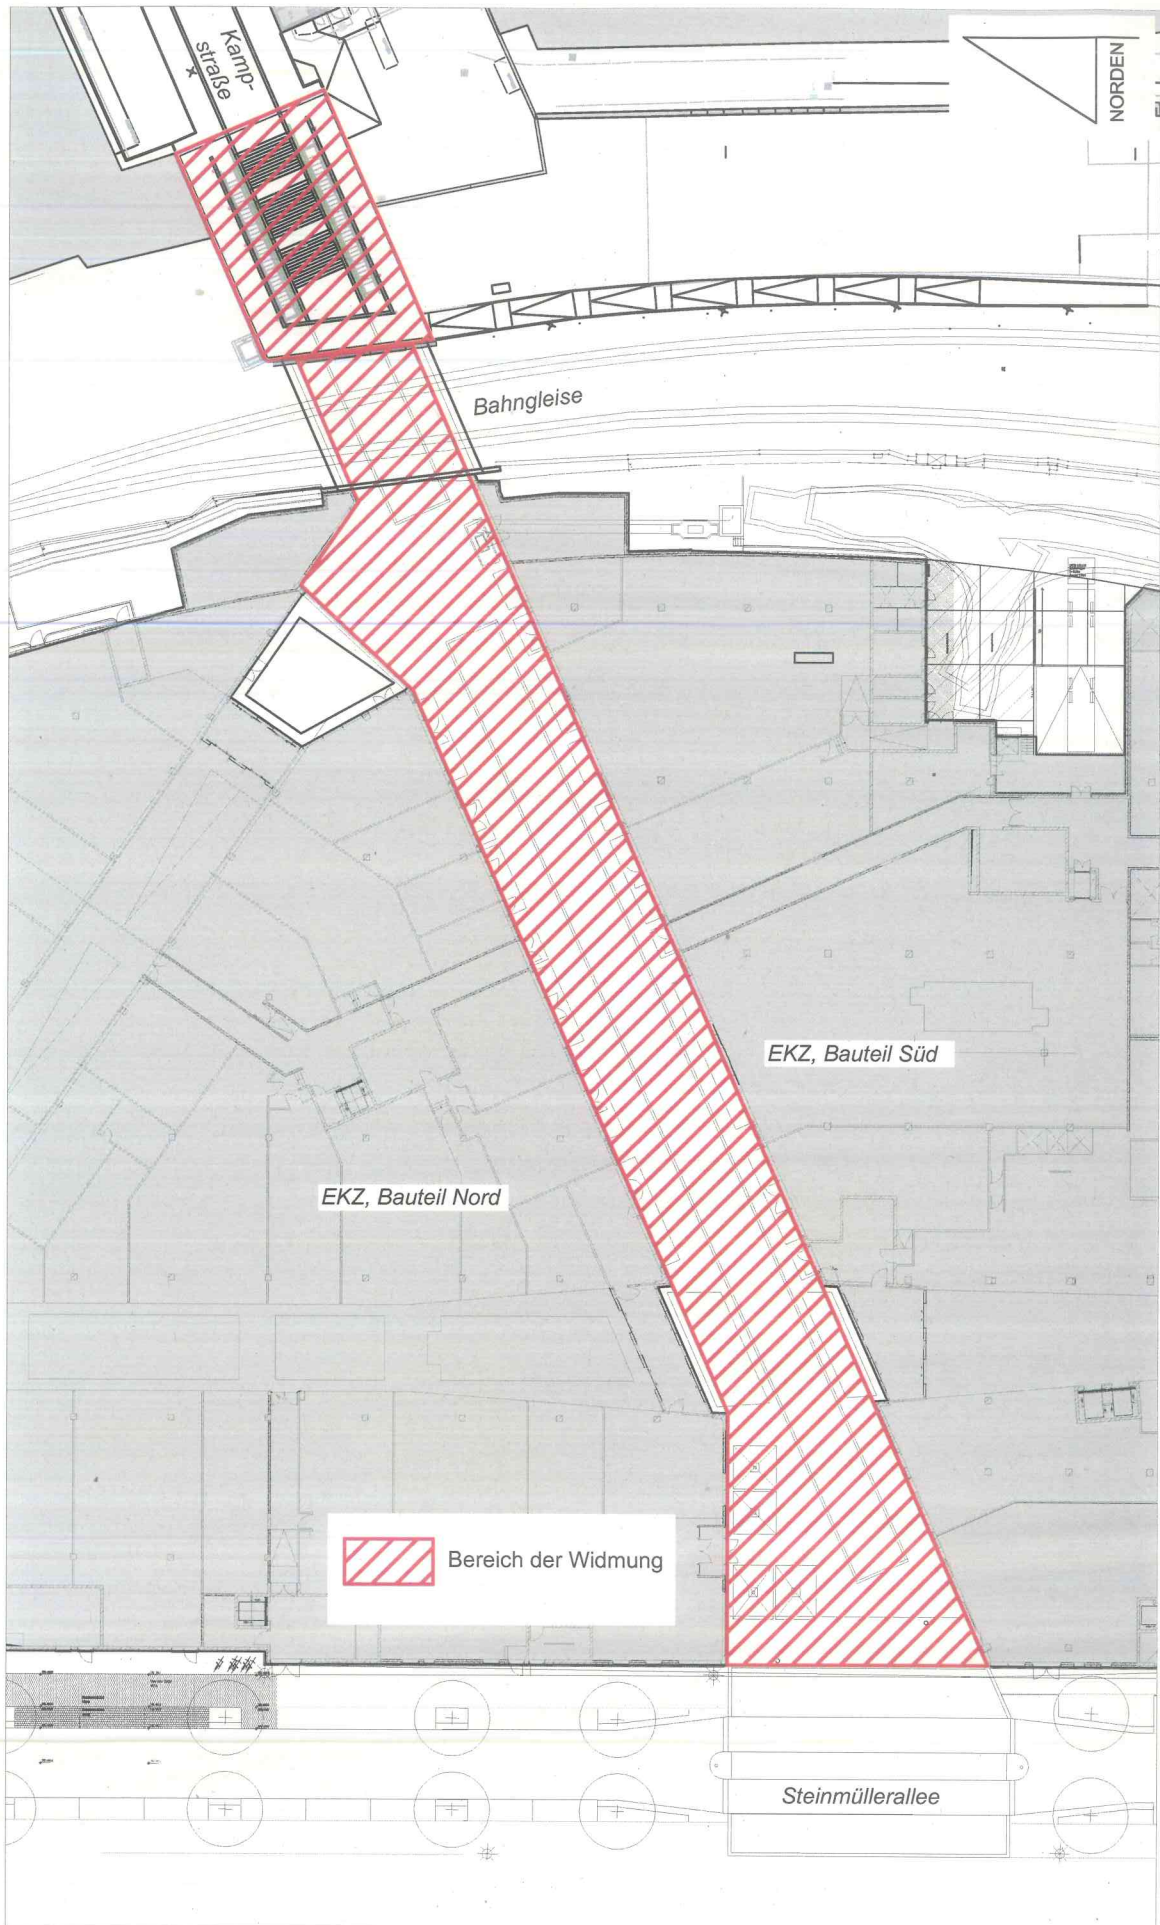 Kamp-
straße
NORDEN
Bahngleise
EKZ, Bauteil Süd
EKZ, Bauteil Nord
Bereich der Widmung
Steinmüllerallee